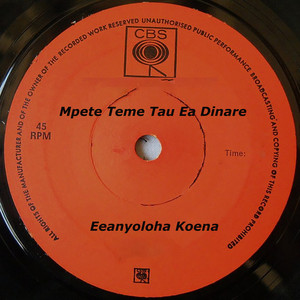 ALL RIGHTS OF THE MANUFACTURER AND OF THE OWNER OF THE RECORDED WORK RESERVED UNAUTHORISED PUBLIC PERFORMANCE BROADCASTING AND COPYING OF THIS RECORD PROHIBITED
CBS
Mpete Teme Tau Ea Dinare
45
RPM
Time:
Eeanyoloha Koena